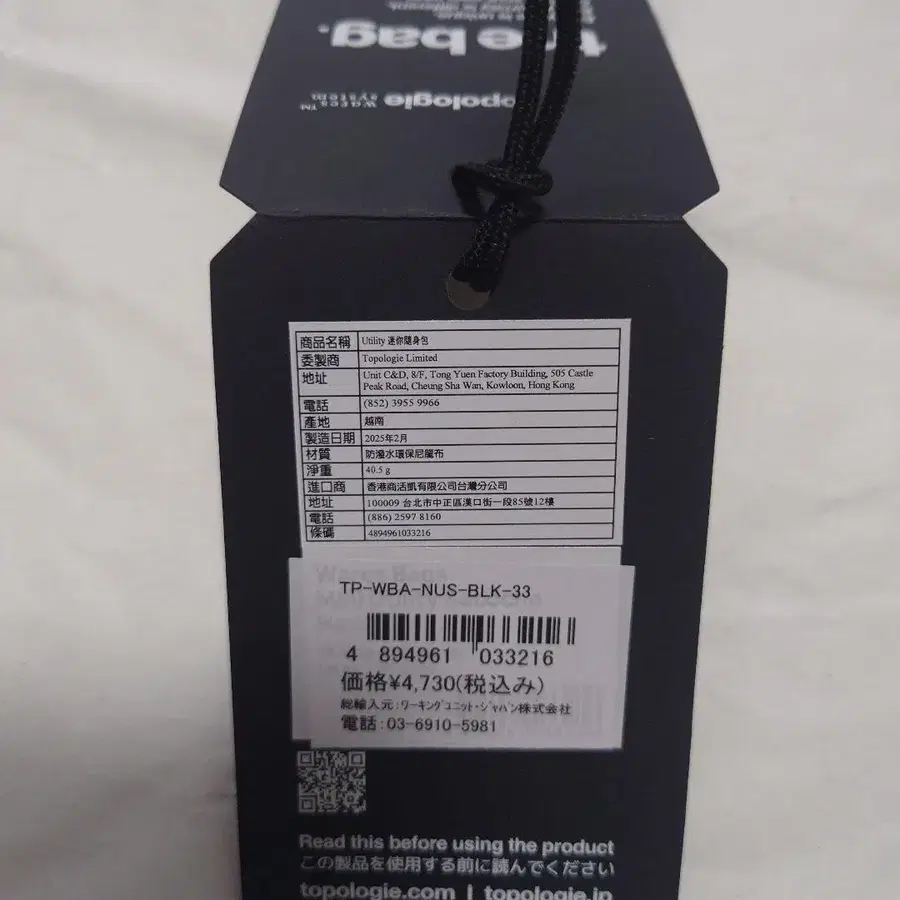 the bag.
topologie wares™ system
商品名稱 Utility 迷你隨身包
委製商 Topologie Limited
地址 Unit C&D, 8/F, Tong Yuen Factory Building, 505 Castle
Peak Road, Cheung Sha Wan, Kowloon, Hong Kong
電話 (852) 3955 9966
產地 越南
製造日期 2025年2月
材質 防潑水環保尼龍布
淨重 40.5 g
進口商 香港商活凱有限公司台灣分公司
地址 100009 台北市中正區漢口街一段85號12樓
電話 (886) 2597 8160
條碼 4894961033216
TP-WBA-NUS-BLK-33
4 894961 033216
価格¥4,730(税込み)
総輸入元:ワーキングユニット・ジャパン株式会社
電話:03-6910-5981
Read this before using the product
この製品を使用する前に読んでください
topologie.com | topologie.jp